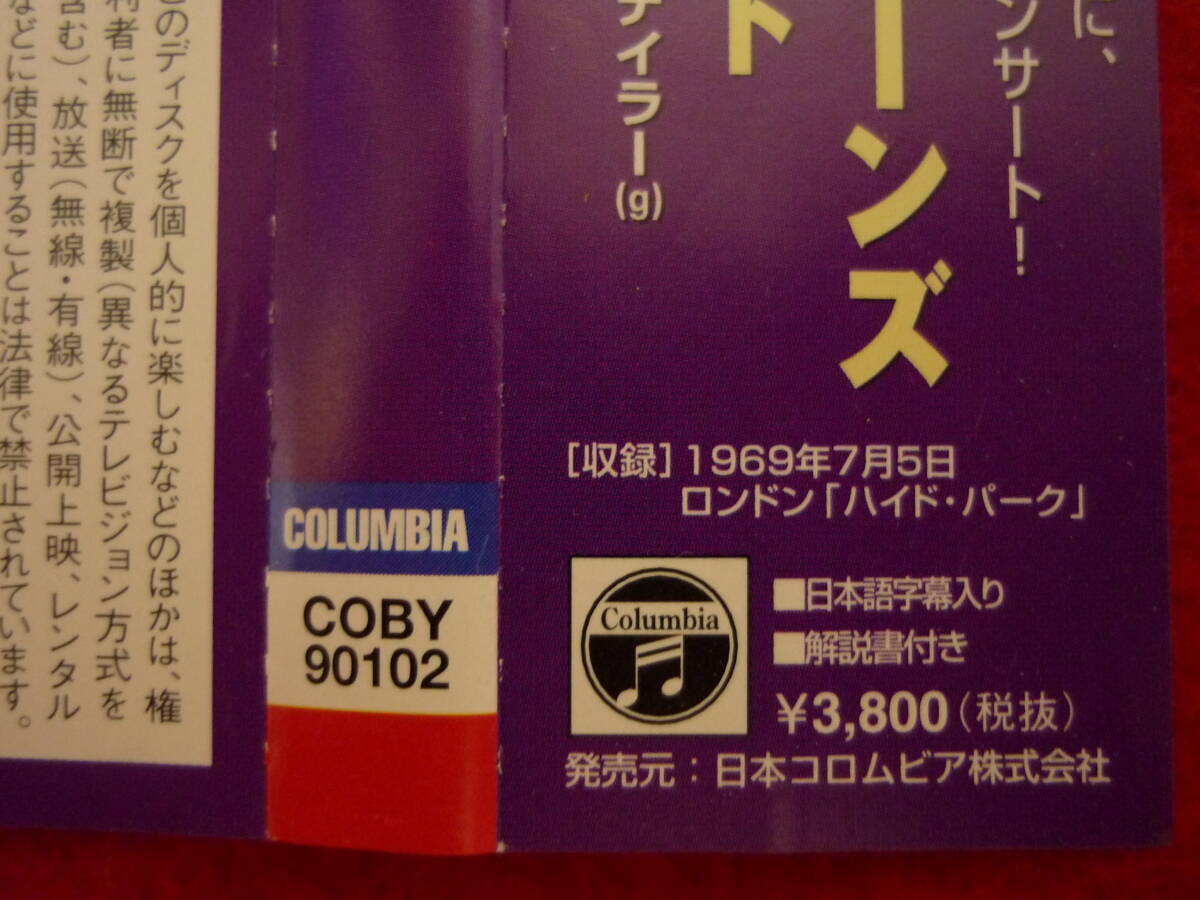 に、
ンサート！
ーンズ
ト
テイラー(g)
［収録］1969年7月5日
ロンドン「ハイド・パーク」
Columbia
■日本語字幕入り
■解説書付き
￥3,800（税抜）
発売元：日本コロムビア株式会社
COLUMBIA
COBY
90102
このディスクを個人的に楽しむなどのほかは、権
利者に無断で複製（異なるテレビジョン方式を
含む）、放送（無線・有線）、公開上映、レンタル
などに使用することは法律で禁止されています。